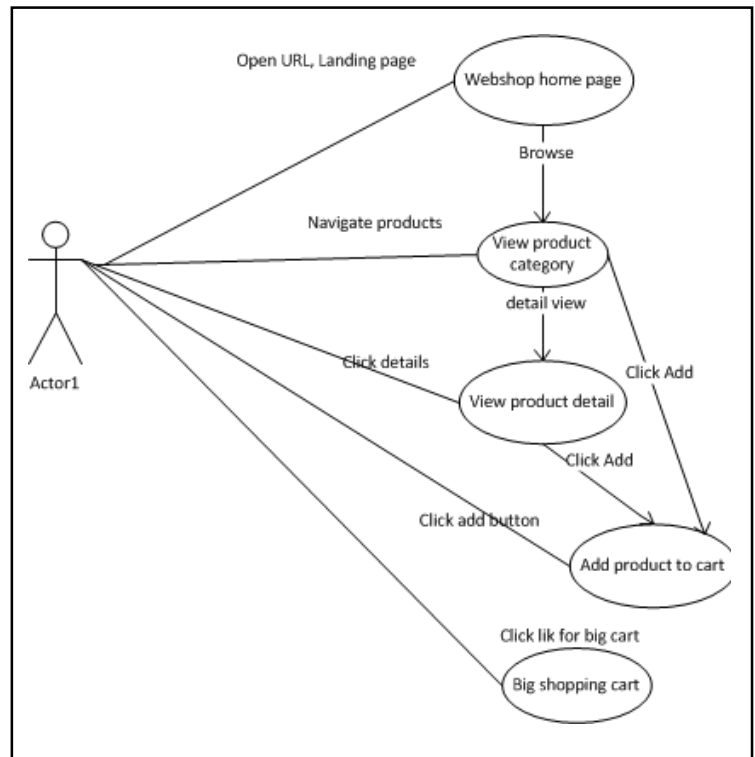 Open URL, Landing page
Webshop home page
Browse
Navigate products
View product
category
detail view
Click details
Click Add
Actor1
View product detail
Click Add
Click add button
Add product to cart
Click lik for big cart
Big shopping cart